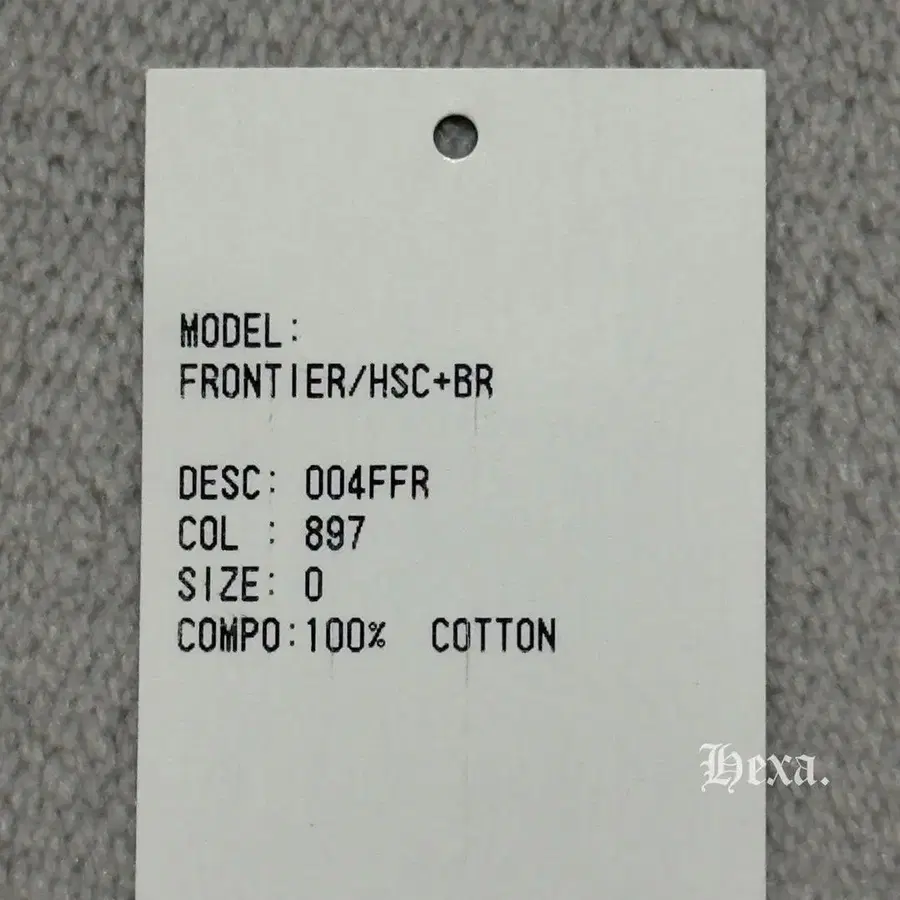 MODEL:
FRONTIER/HSC+BR
DESC: 004FFR
COL : 897
SIZE: 0
COMPO:100% COTTON
Hexa.